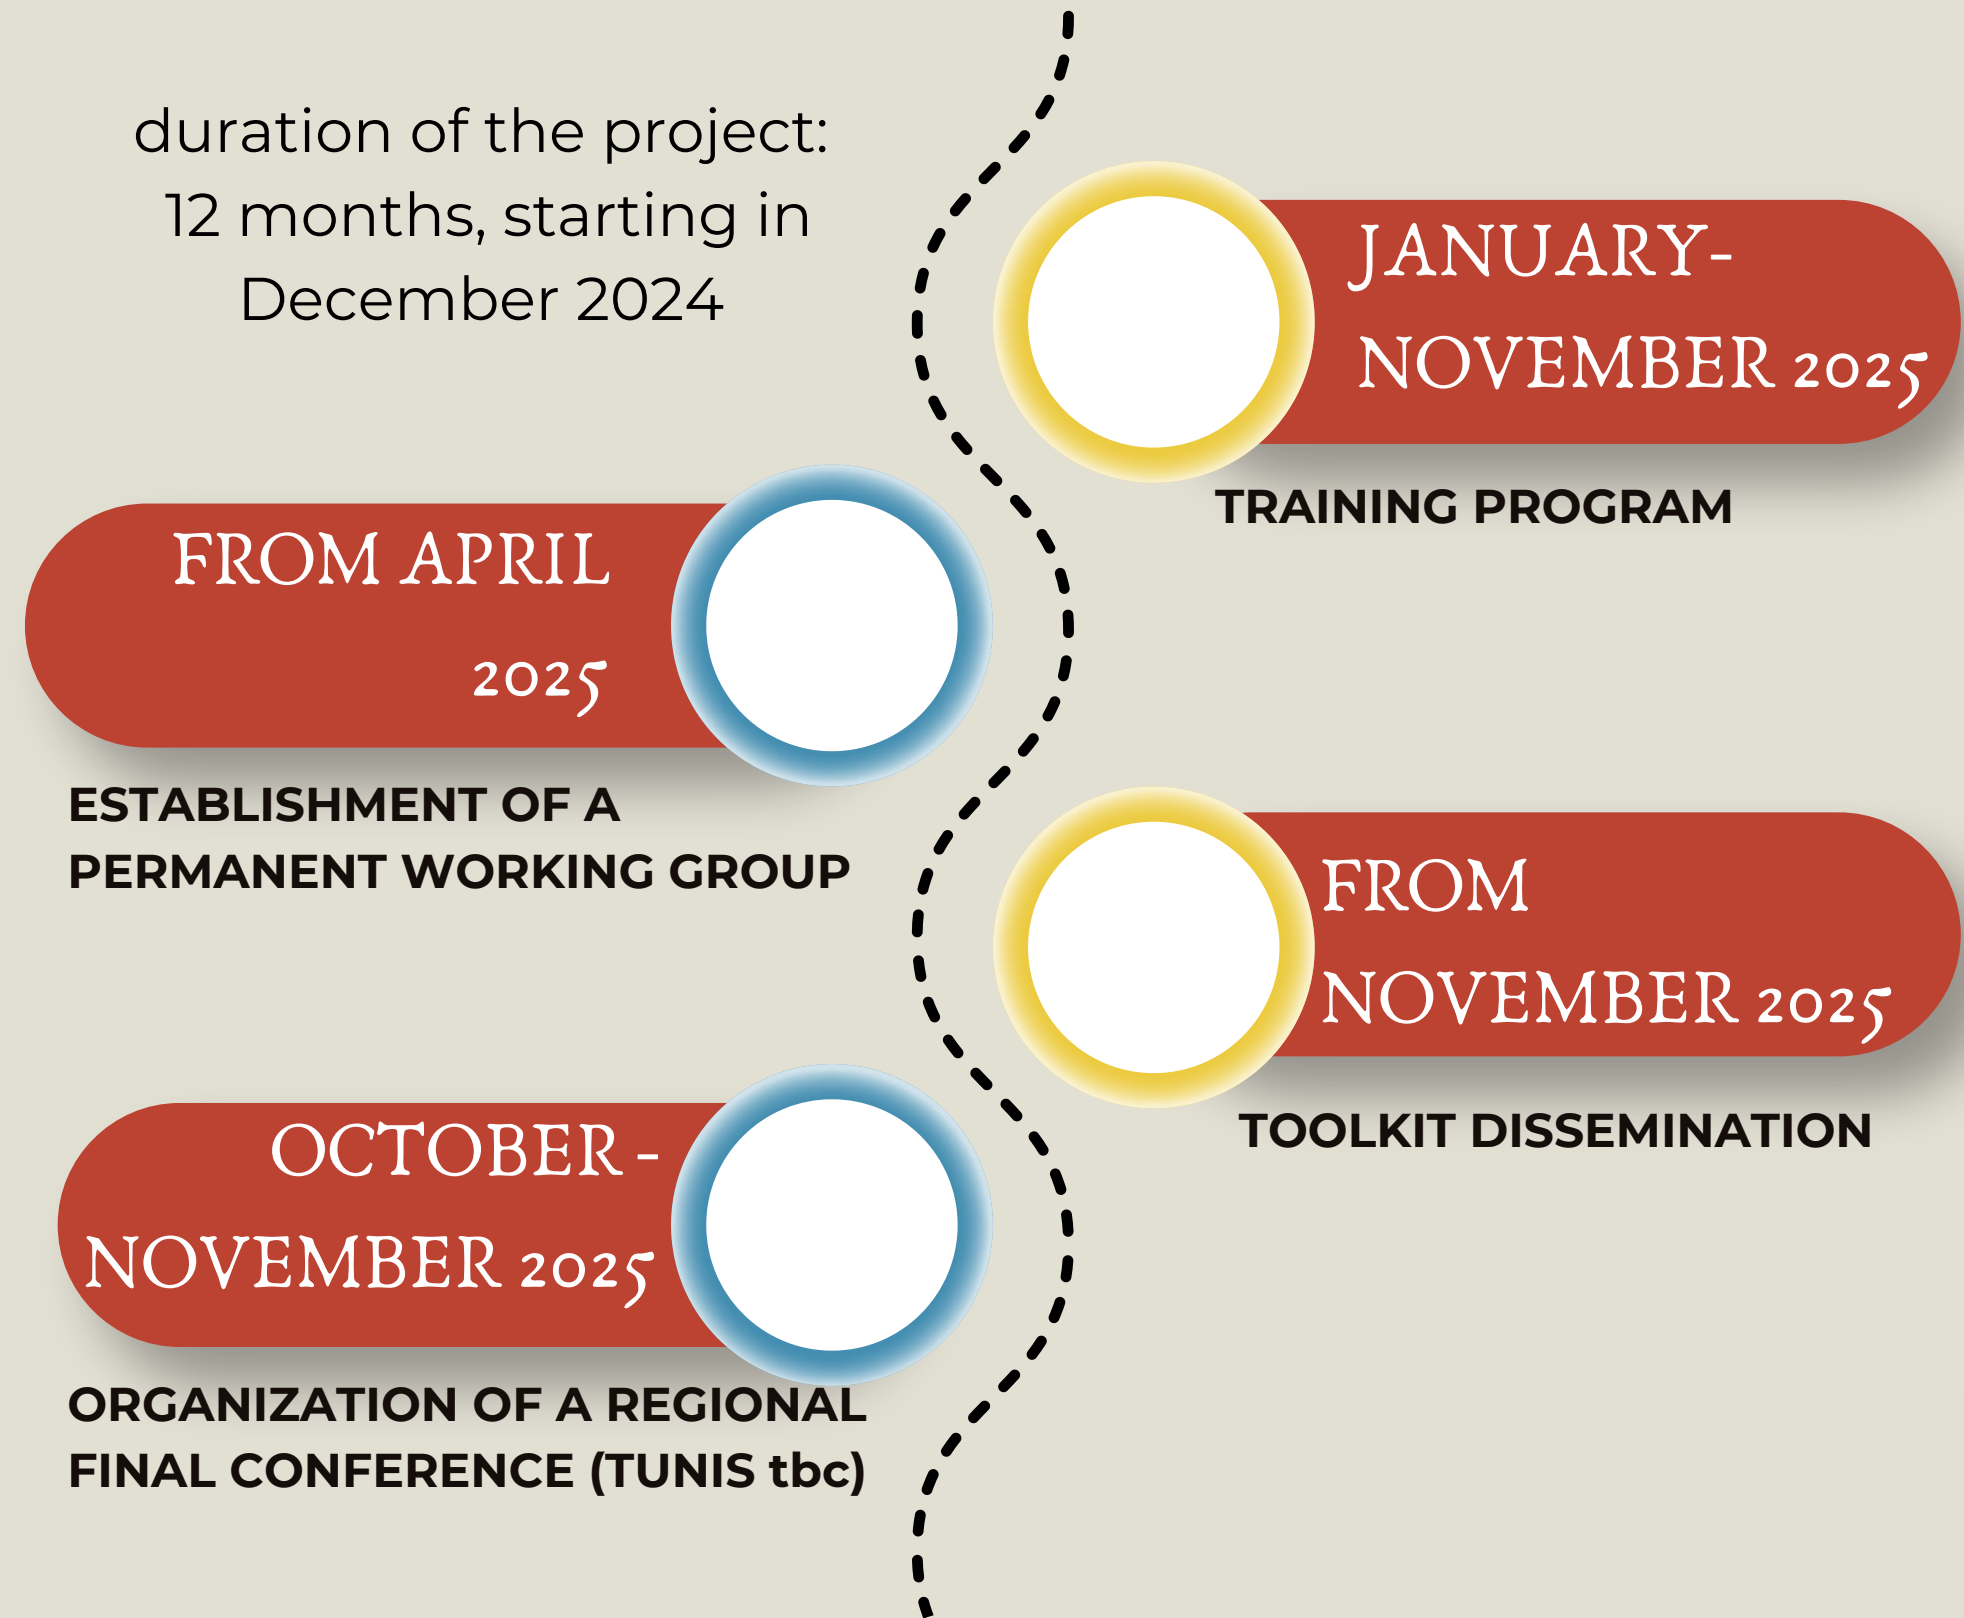 duration of the project:
12 months, starting in
December 2024
JANUARY-
NOVEMBER 2025
TRAINING PROGRAM
FROM APRIL
2025
ESTABLISHMENT OF A
PERMANENT WORKING GROUP
FROM
NOVEMBER 2025
TOOLKIT DISSEMINATION
OCTOBER -
NOVEMBER 2025
ORGANIZATION OF A REGIONAL
FINAL CONFERENCE (TUNIS tbc)